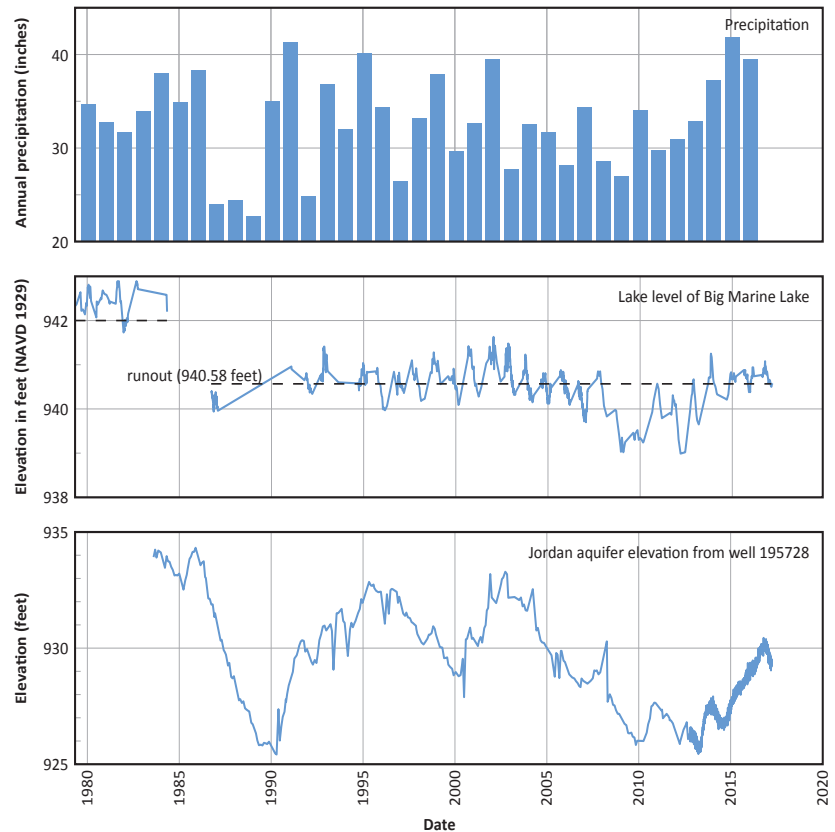 Precipitation
Annual precipitation (inches)
40
30
20
Lake level of Big Marine Lake
Elevation in feet (NAVD 1929)
942
runout (940.58 feet)
940
938
935
Jordan aquifer elevation from well 195728
Elevation (feet)
930
925
1980
1985
1990
1995
2000
2005
2010
2015
2020
Date